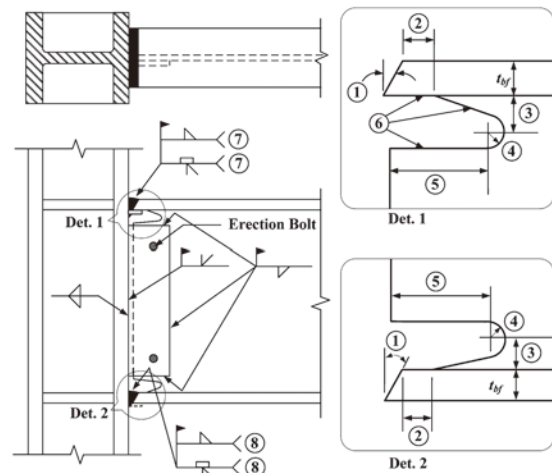 ②
①
t_bf
③
⑥
④
⑤
Det. 1
⑦
⑦
Det. 1
Erection Bolt
Det. 2
⑧
⑧
⑤
④
①
③
t_bf
②
Det. 2